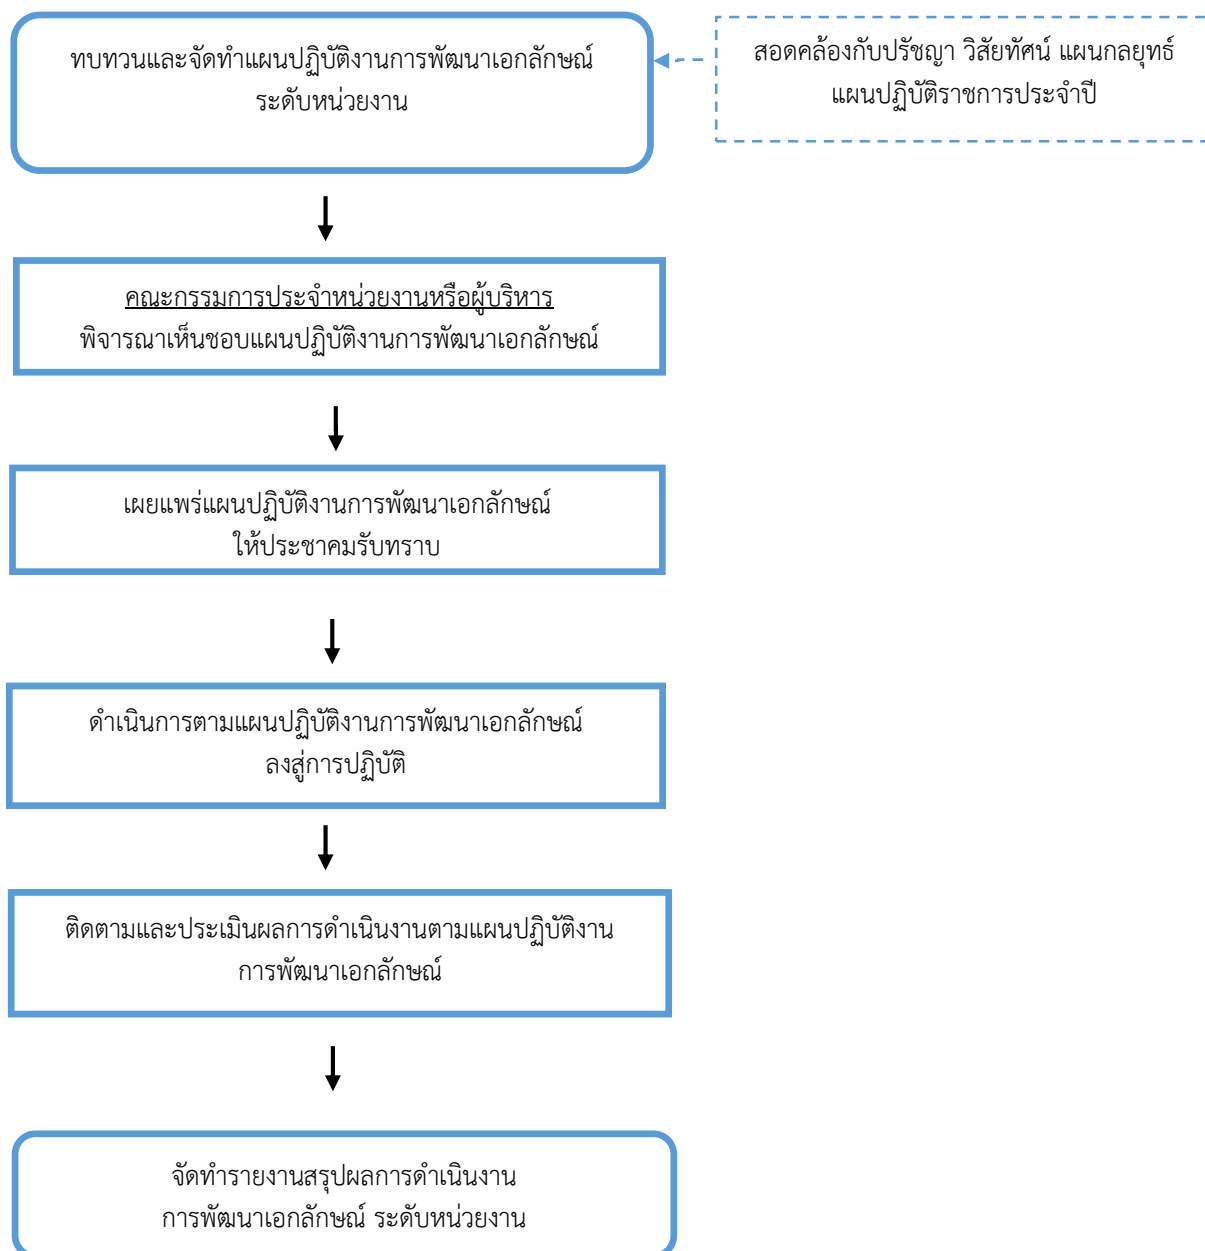 ทบทวนและจัดทำแผนปฏิบัติงานการพัฒนาเอกลักษณ์
ระดับหน่วยงาน
สอดคล้องกับปรัชญา วิสัยทัศน์ แผนกลยุทธ์
แผนปฏิบัติราชการประจำปี
คณะกรรมการประจำหน่วยงานหรือผู้บริหาร
พิจารณาเห็นชอบแผนปฏิบัติงานการพัฒนาเอกลักษณ์
เผยแพร่แผนปฏิบัติงานการพัฒนาเอกลักษณ์
ให้ประชาคมรับทราบ
ดำเนินการตามแผนปฏิบัติงานการพัฒนาเอกลักษณ์
ลงสู่การปฏิบัติ
ติดตามและประเมินผลการดำเนินงานตามแผนปฏิบัติงาน
การพัฒนาเอกลักษณ์
จัดทำรายงานสรุปผลการดำเนินงาน
การพัฒนาเอกลักษณ์ ระดับหน่วยงาน